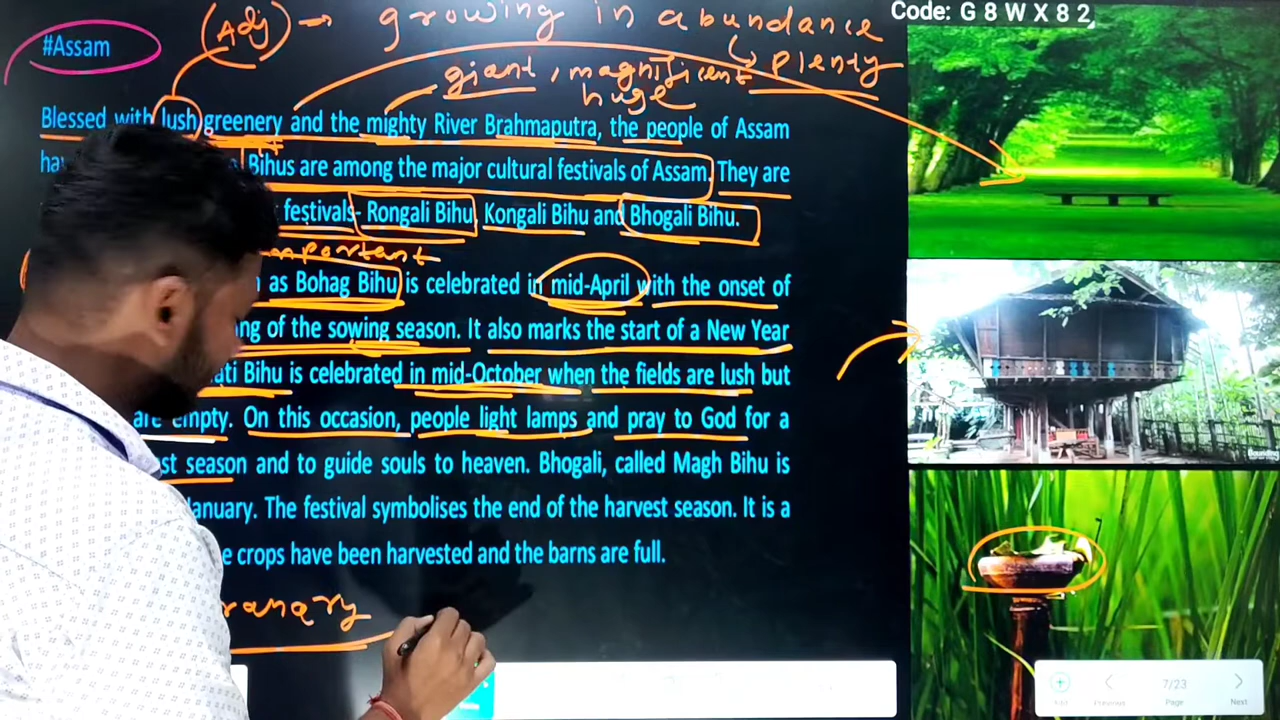 #Assam
(Adj) → growing in abundance
Code: G8WX82
giant, magnificent plenty
huge
Blessed with lush greenery and the mighty River Brahmaputra, the people of Assam
Bihus are among the major cultural festivals of Assam. They are
festivals- Rongali Bihu, Kongali Bihu and Bhogali Bihu.
as Bohag Bihu is celebrated in mid-April with the onset of
of the sowing season. It also marks the start of a New Year
Bihu is celebrated in mid-October when the fields are lush but
are empty. On this occasion, people light lamps and pray to God for a
season and to guide souls to heaven. Bhogali, called Magh Bihu is
The festival symbolises the end of the harvest season. It is a
crops have been harvested and the barns are full.
7/23
Page
Previous
Next